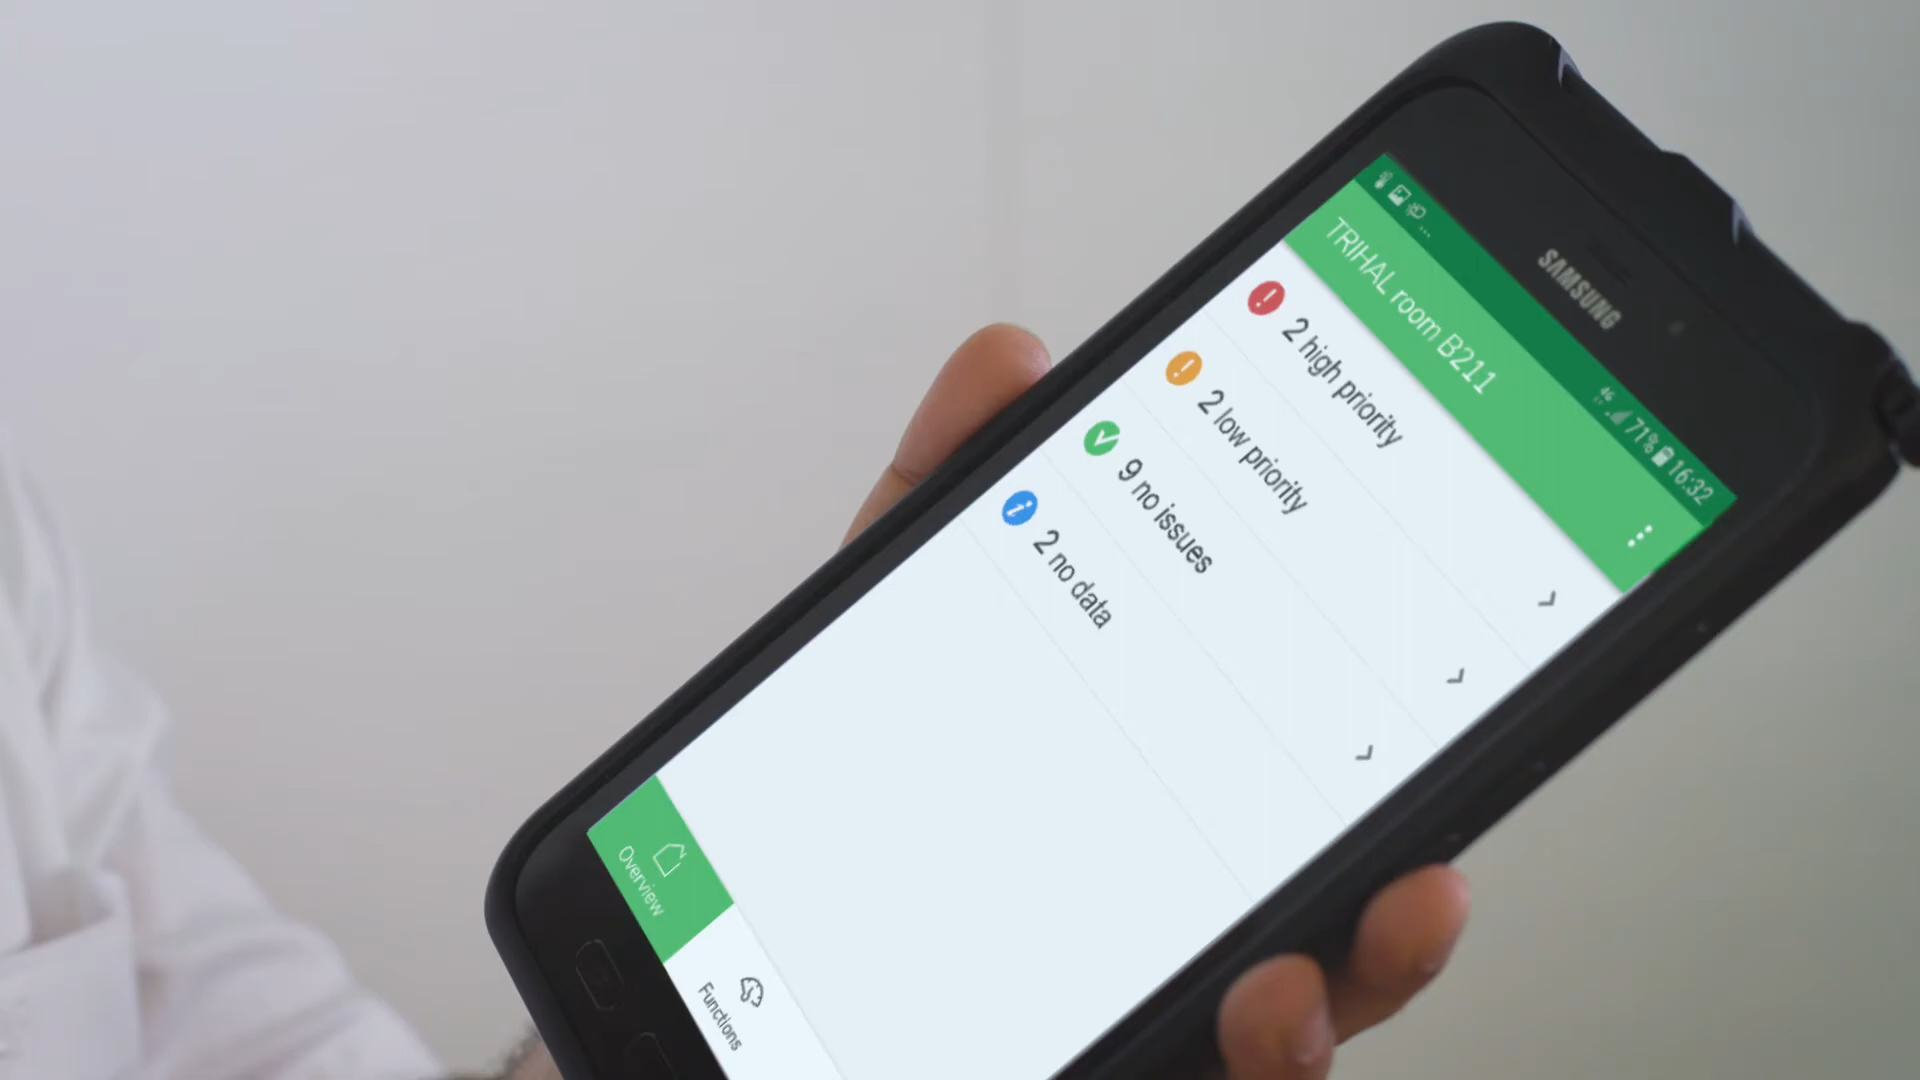 SAMSUNG
4G 71% 16:32
TRIHAL room B211
2 high priority
2 low priority
9 no issues
2 no data
Overview
Functions